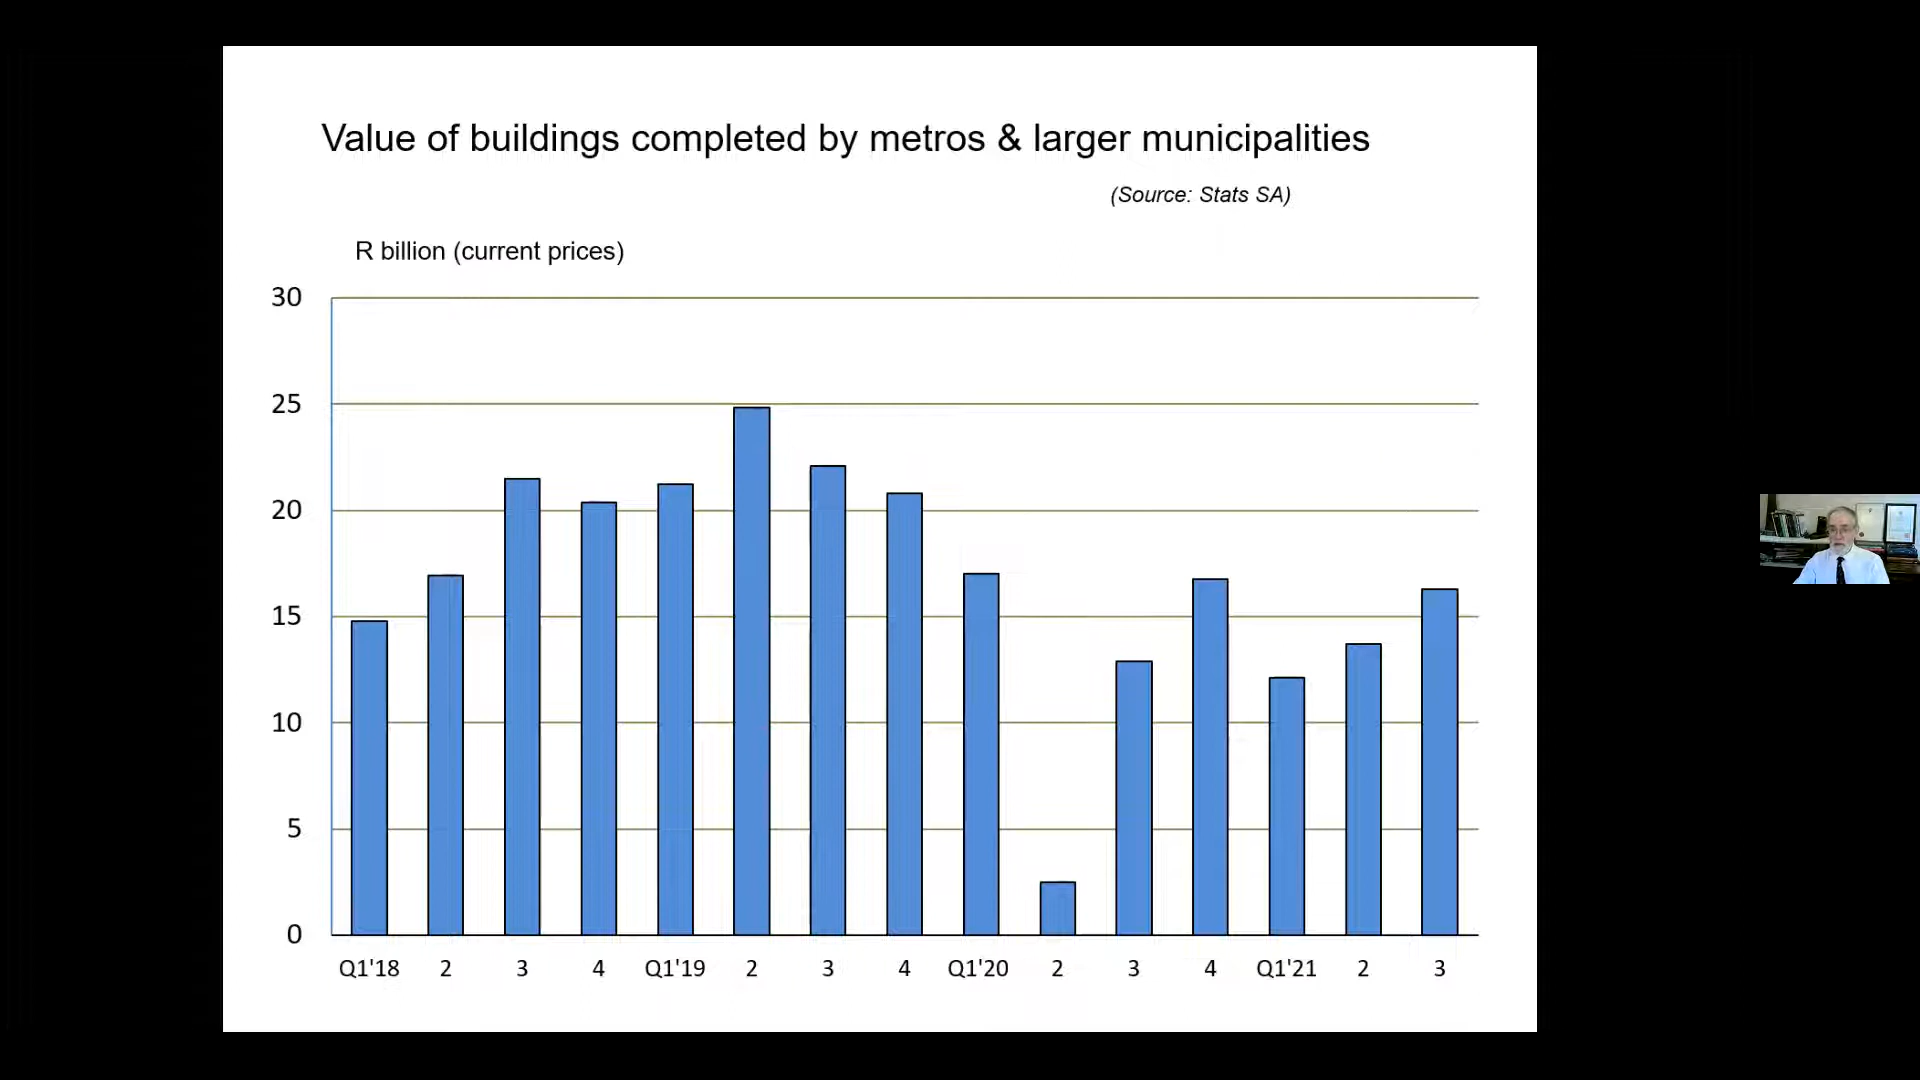 Value of buildings completed by metros & larger municipalities
(Source: Stats SA)
R billion (current prices)
30
25
20
15
10
5
0
Q1'18 2 3 4 Q1'19 2 3 4 Q1'20 2 3 4 Q1'21 2 3